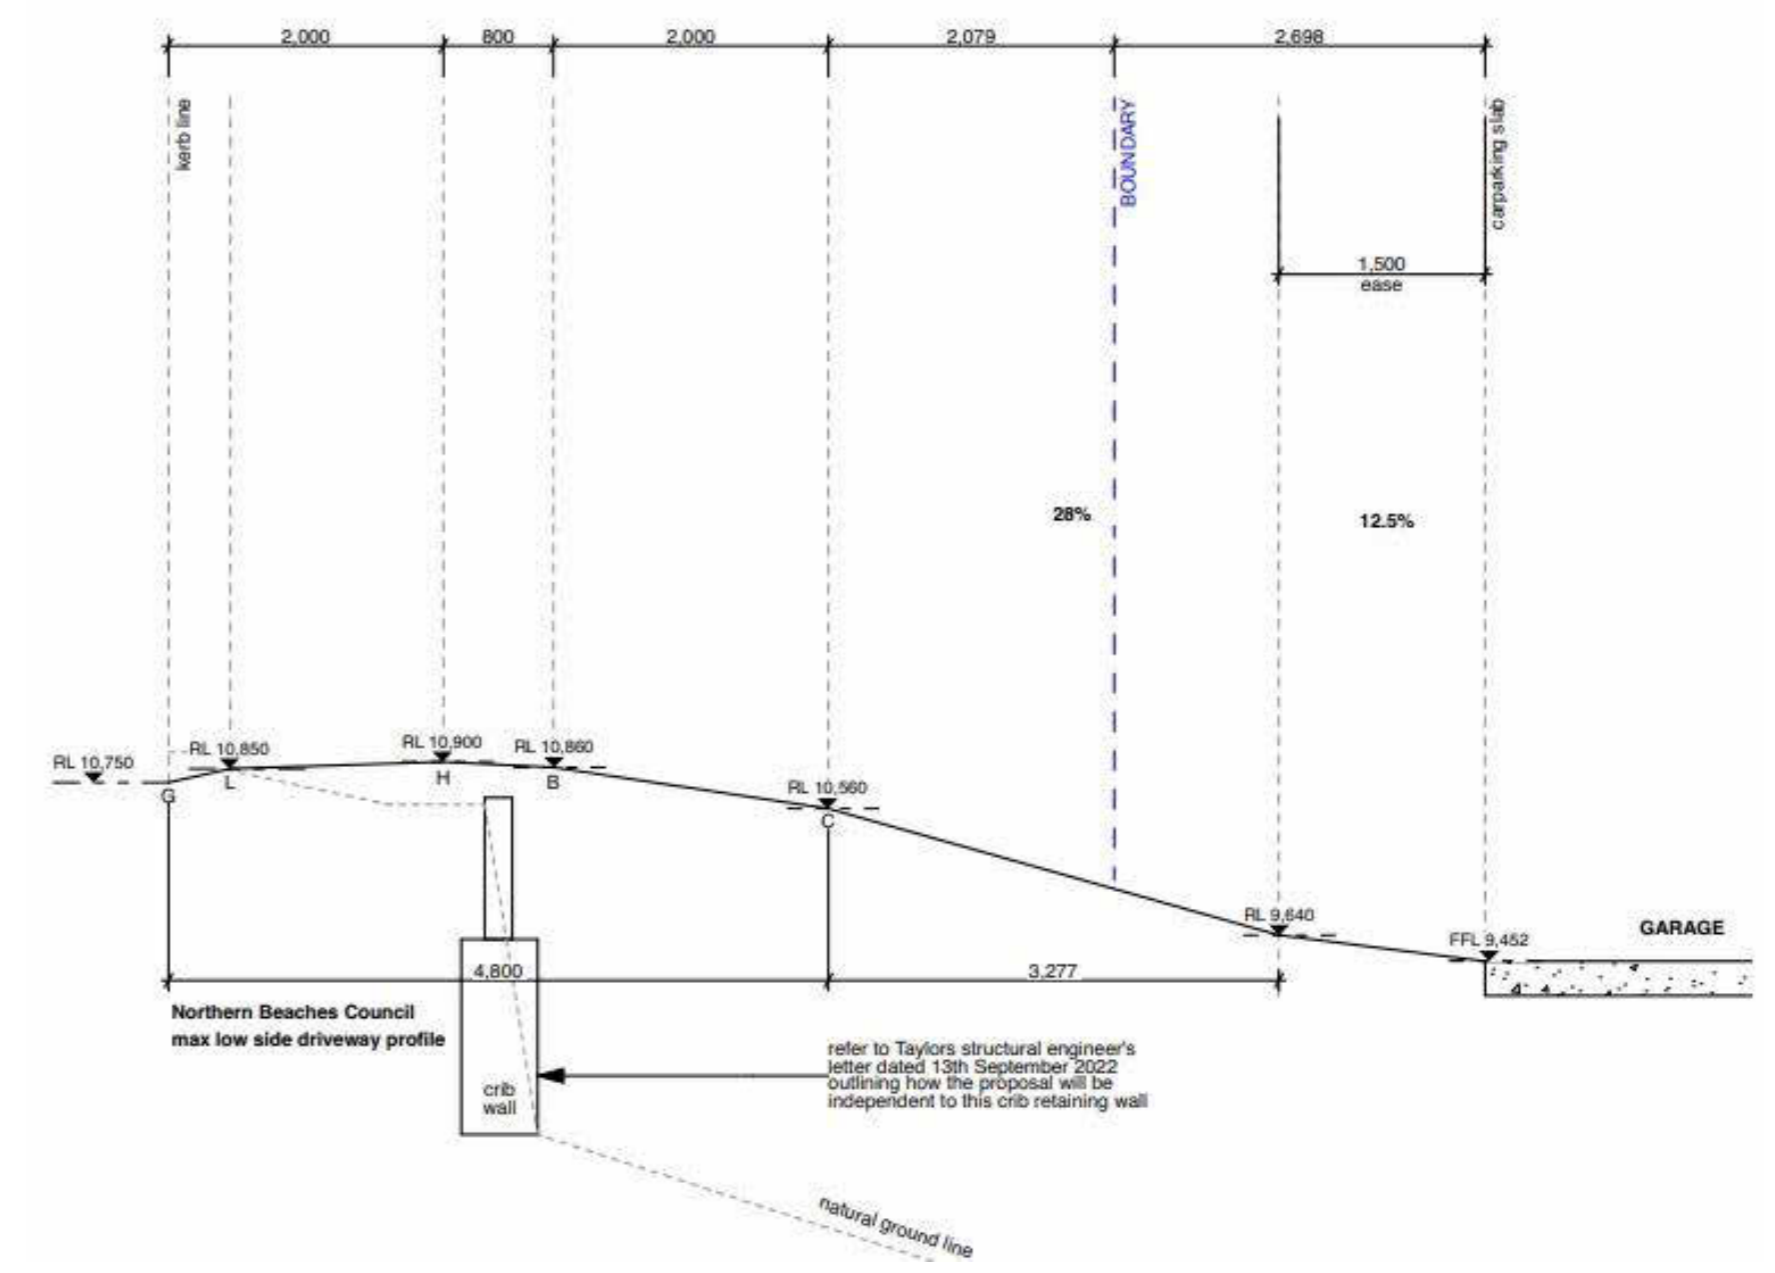 2,000
800
2,000
2,079
2,698
kerb line
BOUNDARY
carparking slab
1,500
ease
28%
12.5%
RL 10,750
RL 10,850
RL 10,900
RL 10,860
RL 10,560
G
L
H
B
C
RL 9,640
FFL 9,452
GARAGE
4,800
3,277
Northern Beaches Council
max low side driveway profile
crib
wall
refer to Taylors structural engineer's
letter dated 13th September 2022
outlining how the proposal will be
independent to this crib retaining wall
natural ground line